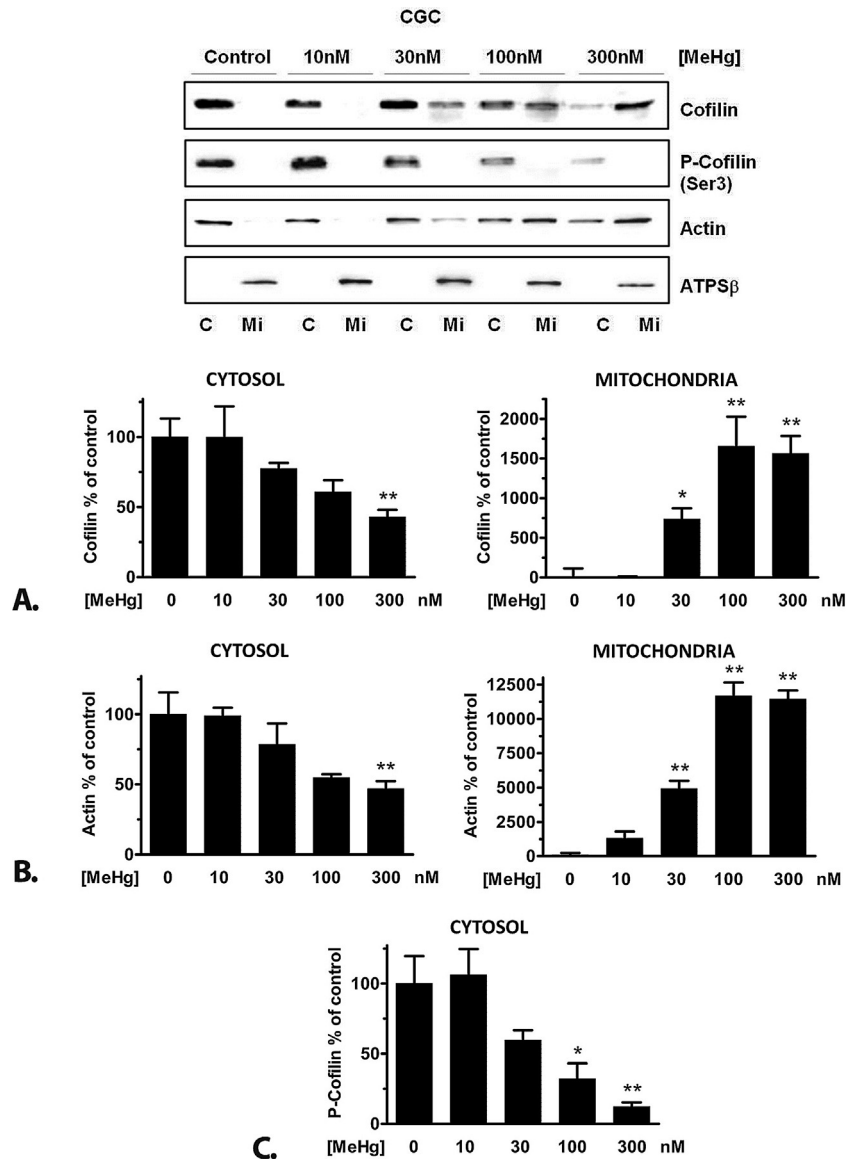 CGC
Control 10nM 30nM 100nM 300nM [MeHg]
Cofilin
P-Cofilin
(Ser3)
Actin
ATPSβ
C Mi C Mi C Mi C Mi C Mi
CYTOSOL
Cofilin % of control
100
50
0
[MeHg] 0 10 30 100 300 nM
**
MITOCHONDRIA
Cofilin % of control
2000
1500
1000
500
250
0
[MeHg] 0 10 30 100 300 nM
* ** **
A.
CYTOSOL
Actin % of control
100
50
0
[MeHg] 0 10 30 100 300 nM
**
MITOCHONDRIA
Actin % of control
12500
10000
7500
5000
2500
0
[MeHg] 0 10 30 100 300 nM
** ** **
B.
CYTOSOL
P-Cofilin % of control
100
50
0
[MeHg] 0 10 30 100 300 nM
* **
C.